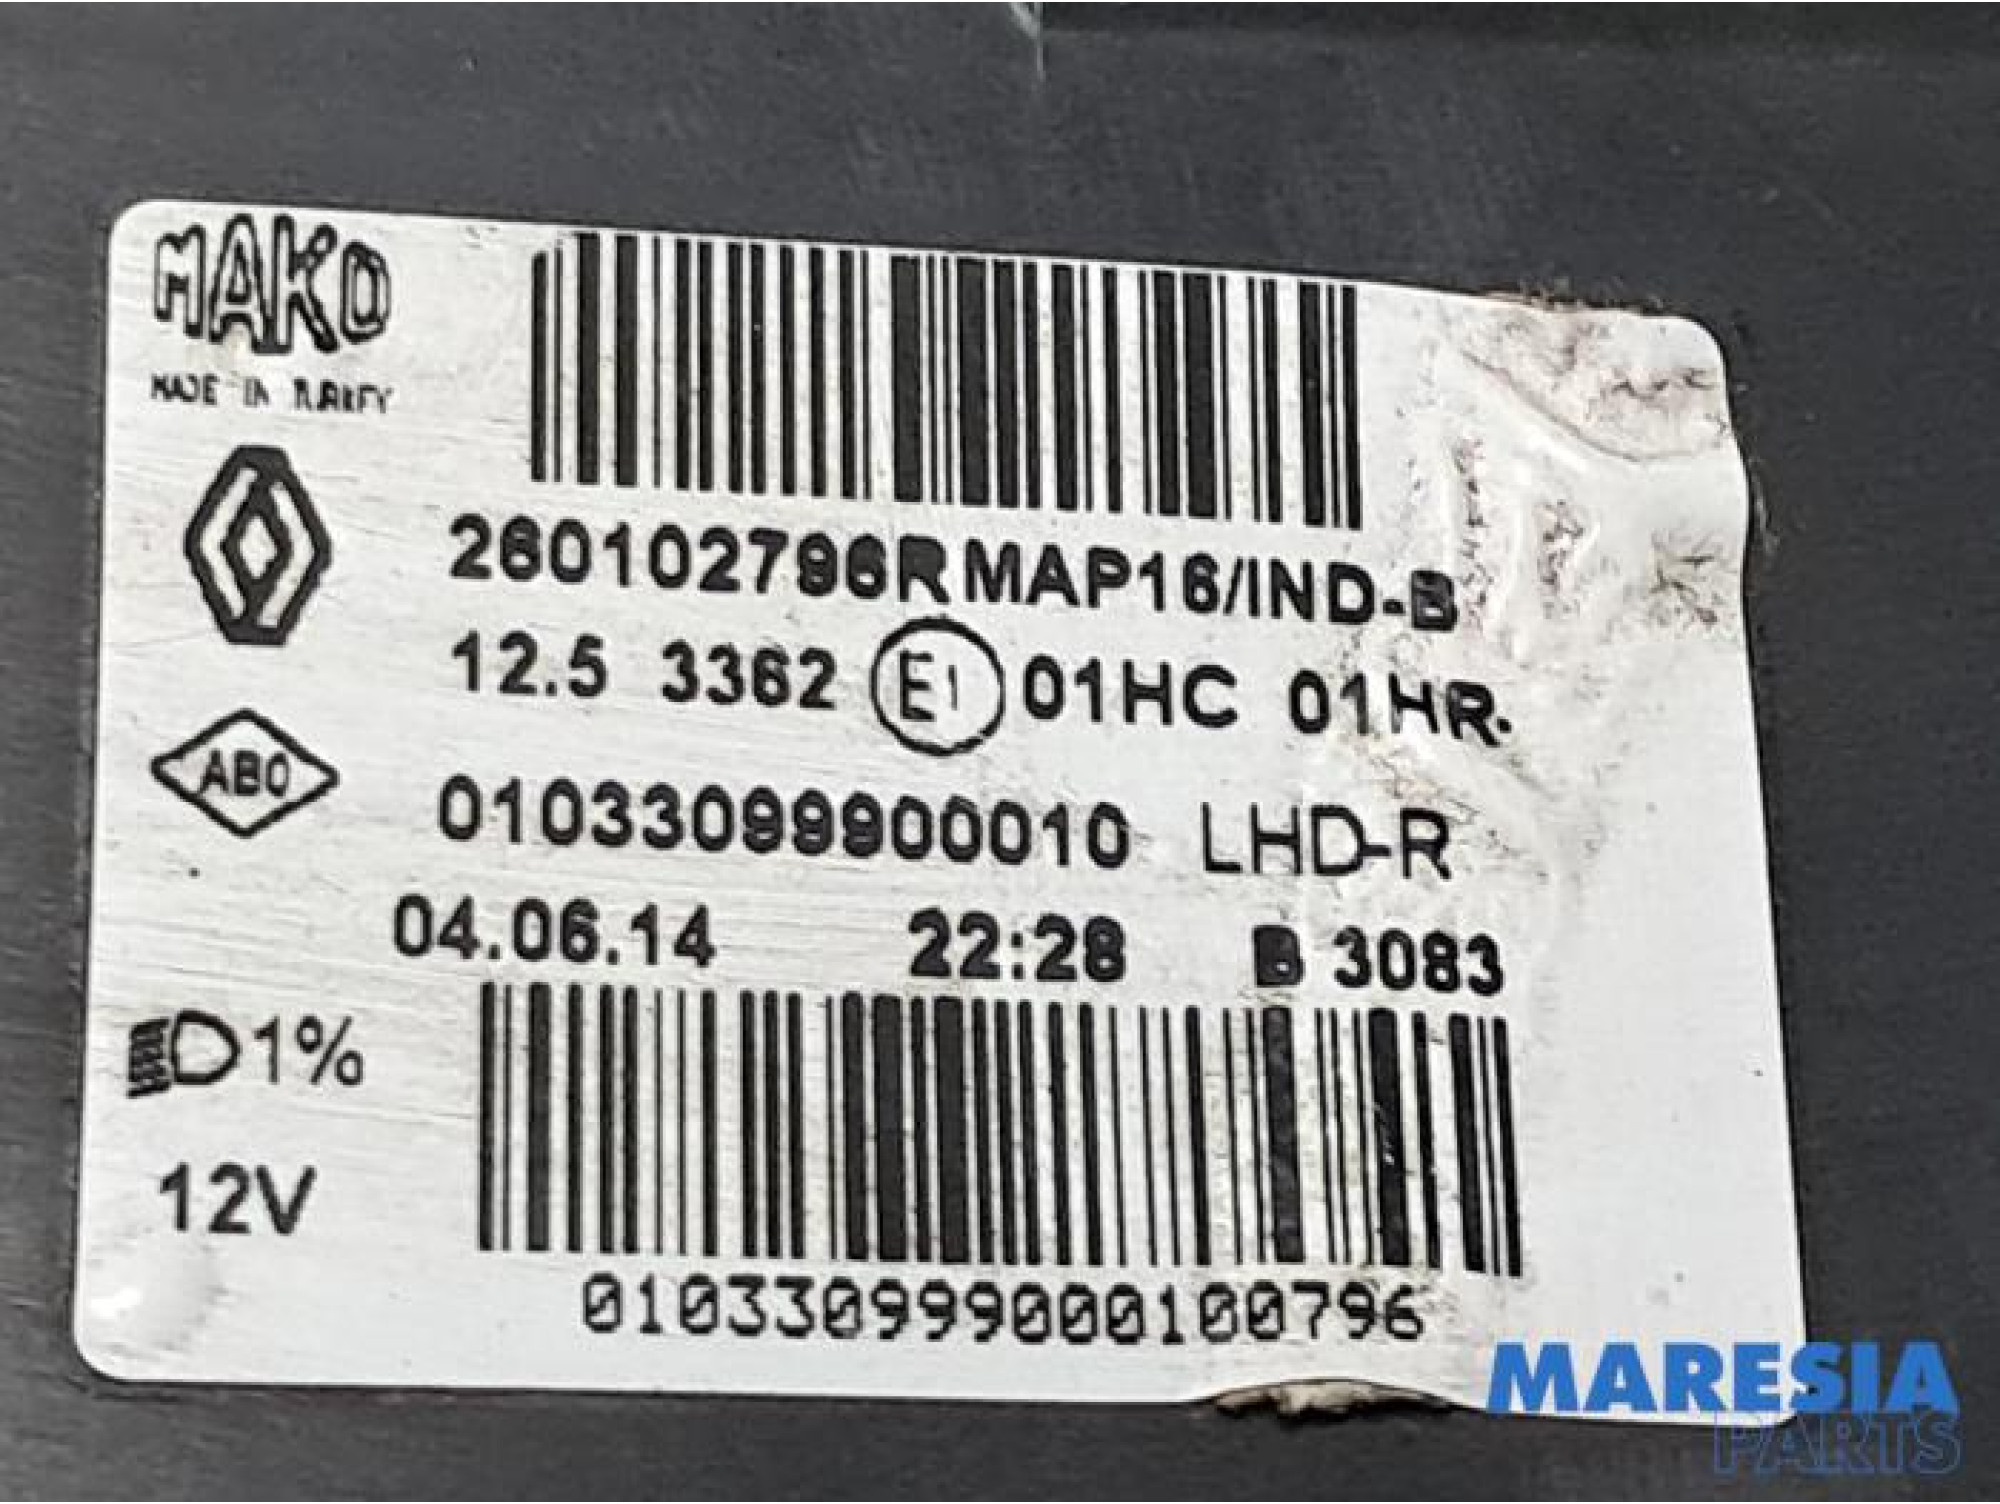 MAKO
MADE IN TURKEY
260102796R MAP16/IND-B
12.5 3362 E1 01HC 01HR
ABO
01033099900010 LHD-R
04.06.14 22:28 B 3083
1%
12V
010330999000100796
MARESIA
PARTS